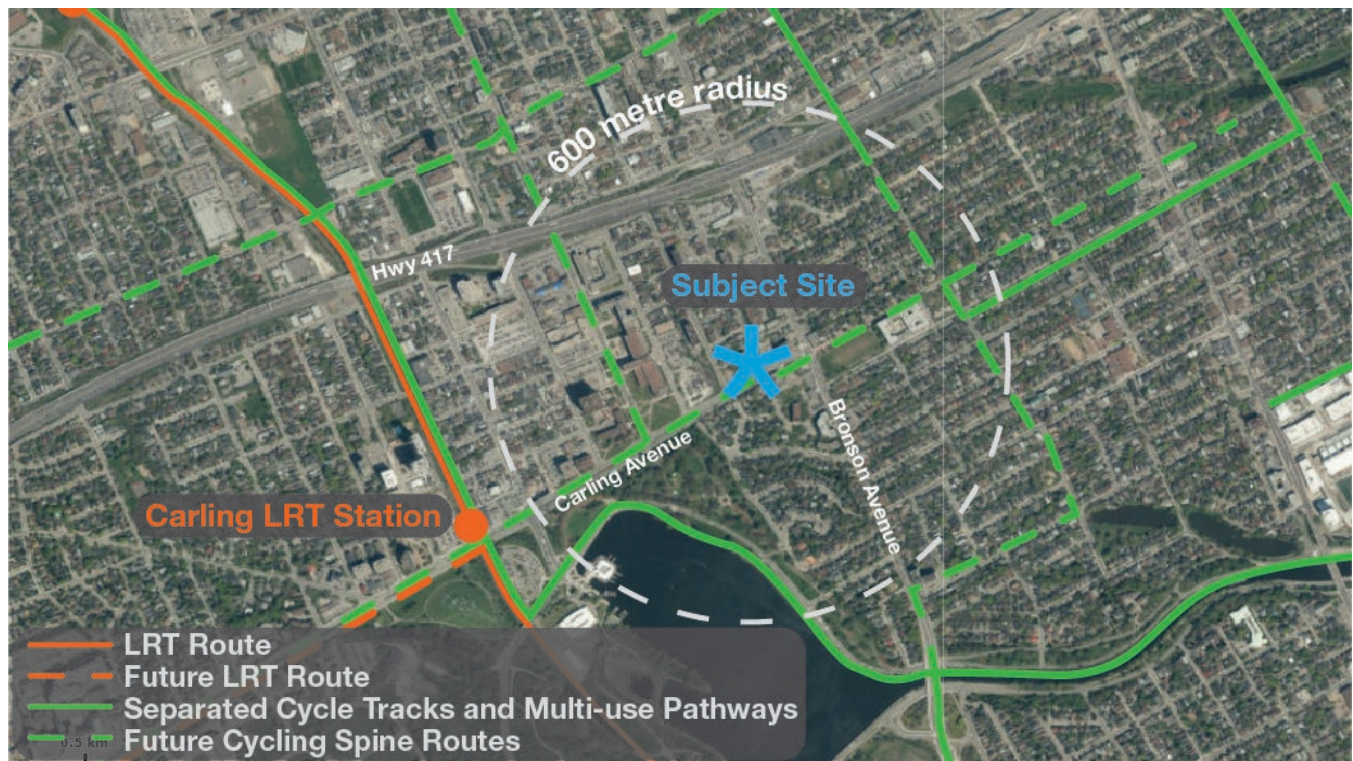 600 metre radius
Hwy 417
Subject Site
Bronson Avenue
Carling Avenue
Carling LRT Station
LRT Route
Future LRT Route
Separated Cycle Tracks and Multi-use Pathways
Future Cycling Spine Routes
0.5 km